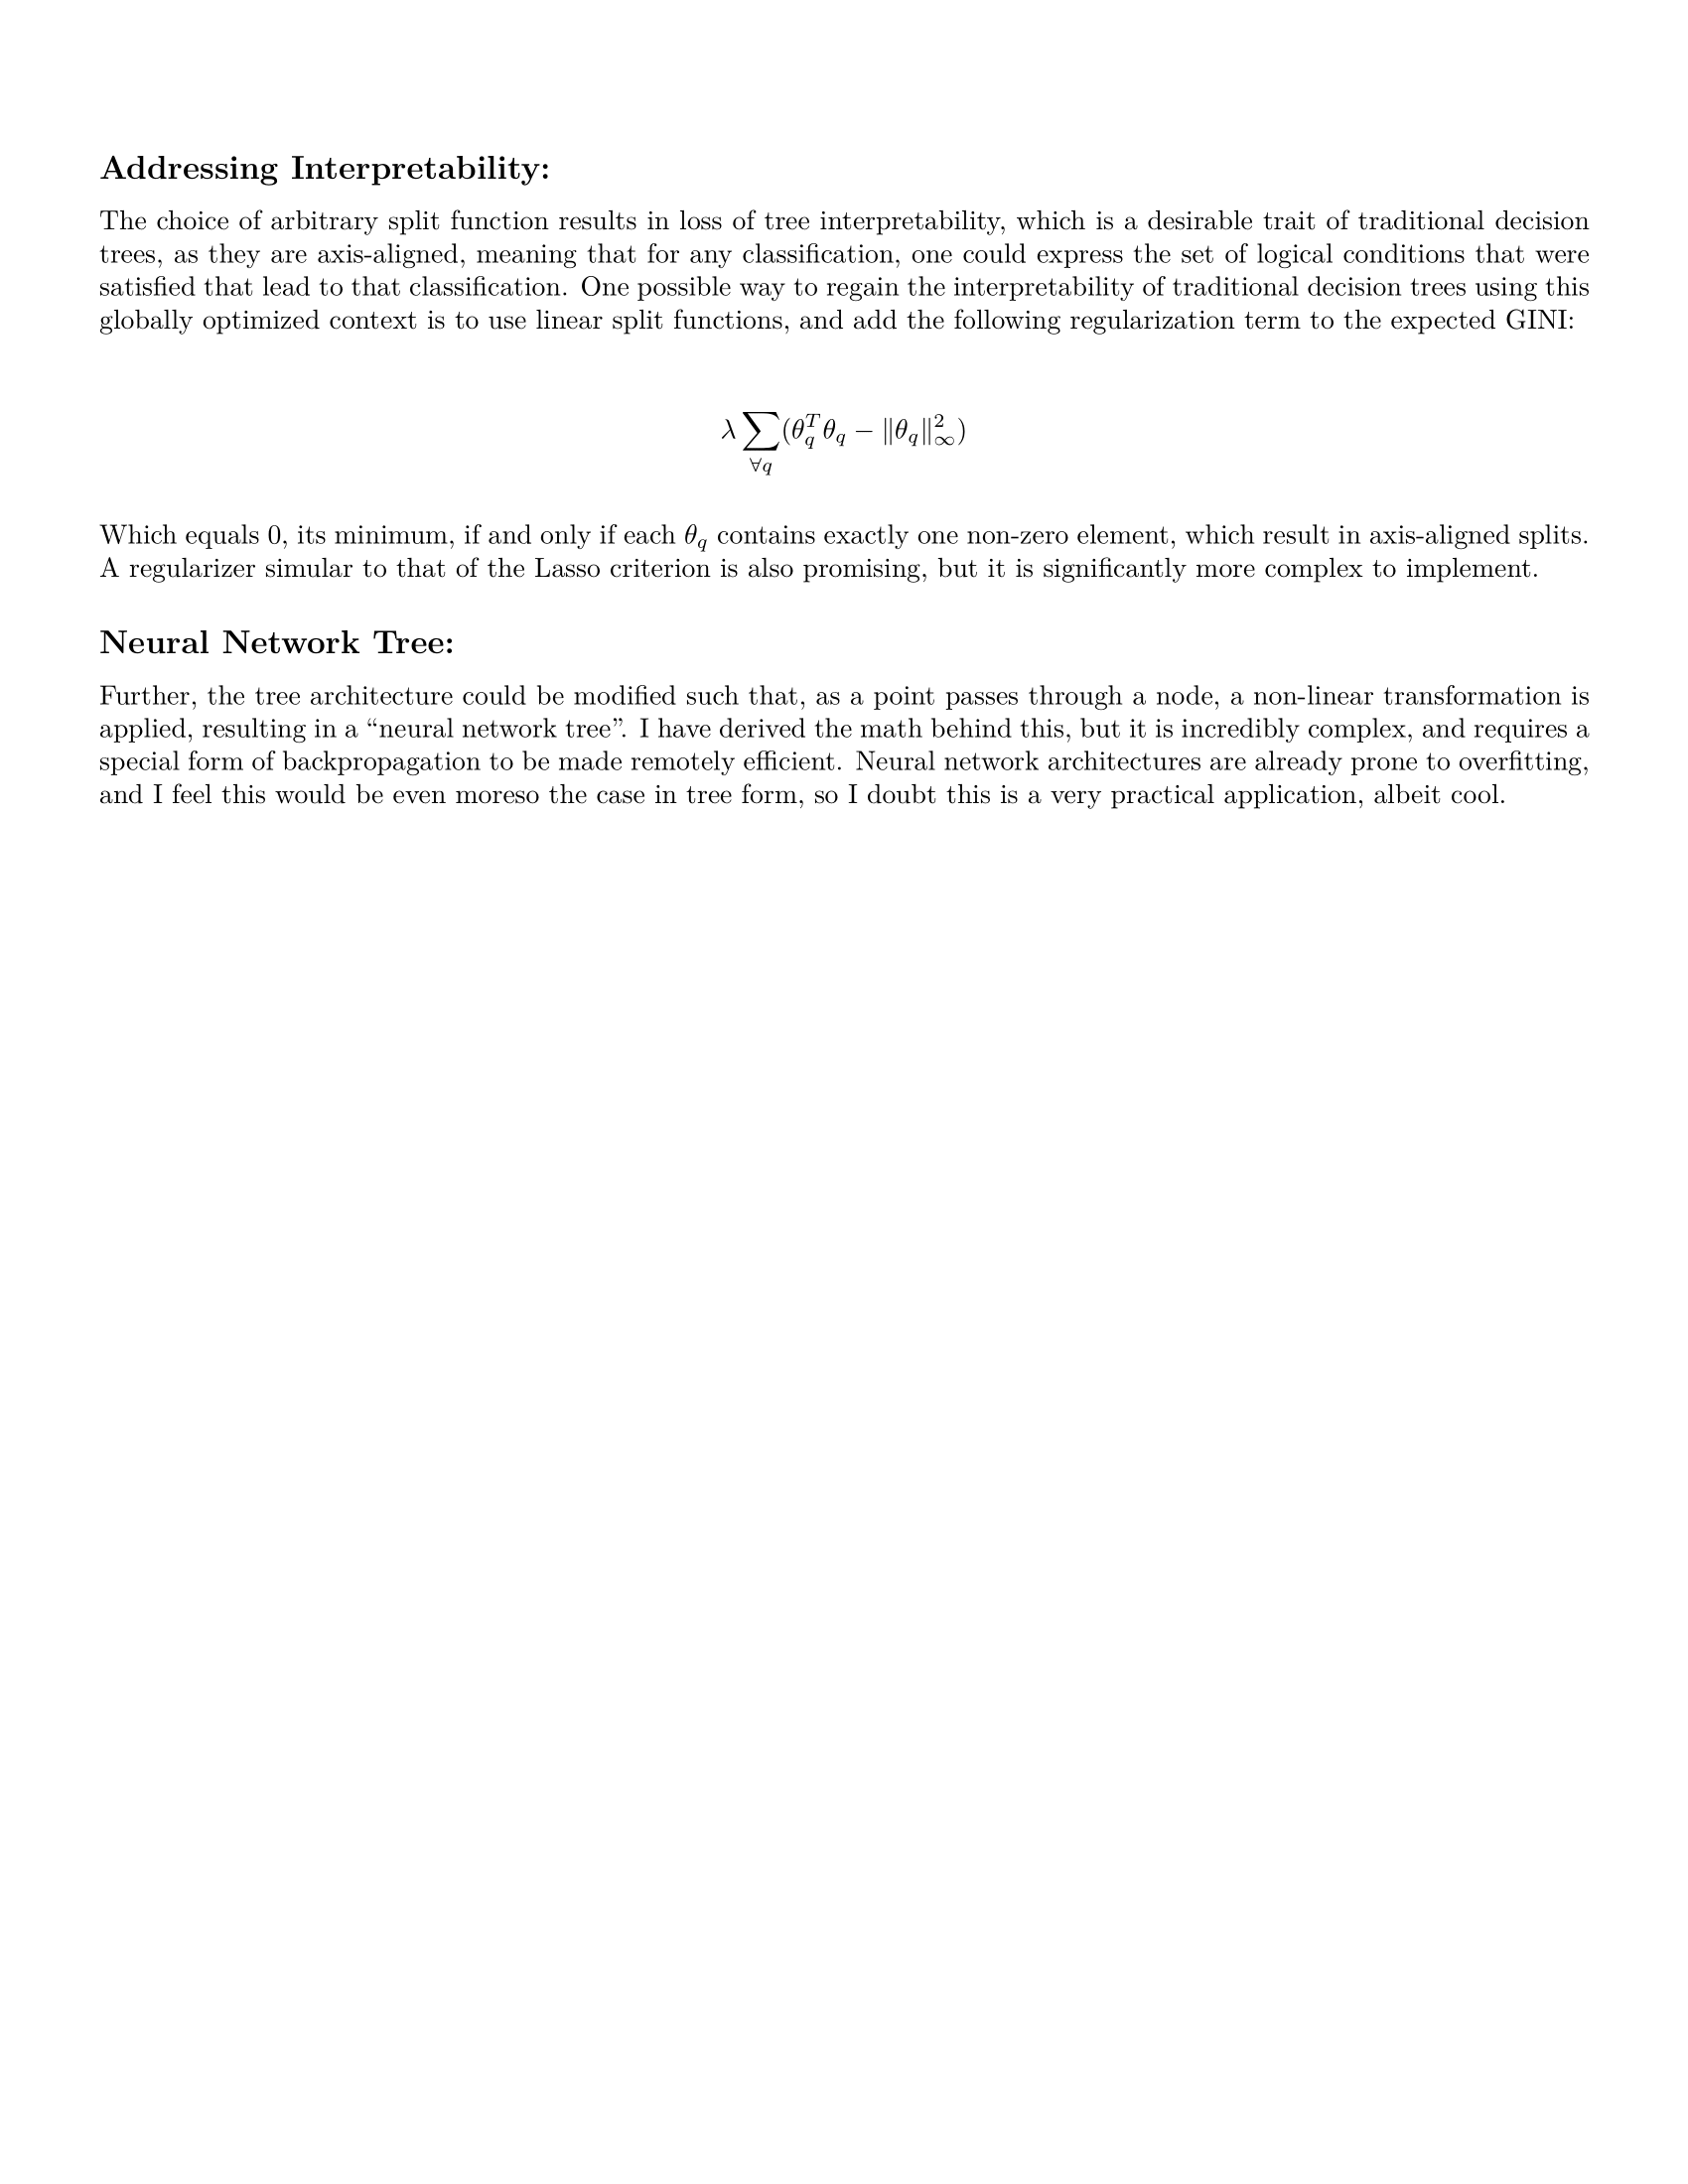 Addressing Interpretability:
The choice of arbitrary split function results in loss of tree interpretability, which is a desirable trait of traditional decision
trees, as they are axis-aligned, meaning that for any classification, one could express the set of logical conditions that were
satisfied that lead to that classification. One possible way to regain the interpretability of traditional decision trees using this
globally optimized context is to use linear split functions, and add the following regularization term to the expected GINI:
λ ∑_{∀q} (θ_q^T θ_q − ‖θ_q‖_∞^2)
Which equals 0, its minimum, if and only if each θ_q contains exactly one non-zero element, which result in axis-aligned splits.
A regularizer simular to that of the Lasso criterion is also promising, but it is significantly more complex to implement.
Neural Network Tree:
Further, the tree architecture could be modified such that, as a point passes through a node, a non-linear transformation is
applied, resulting in a “neural network tree”. I have derived the math behind this, but it is incredibly complex, and requires a
special form of backpropagation to be made remotely efficient. Neural network architectures are already prone to overfitting,
and I feel this would be even moreso the case in tree form, so I doubt this is a very practical application, albeit cool.